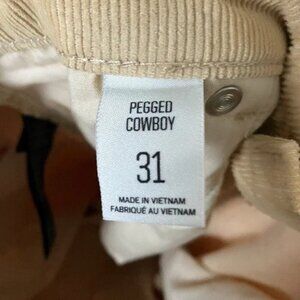 PEGGED
COWBOY
31
MADE IN VIETNAM
FABRIQUÉ AU VIETNAM